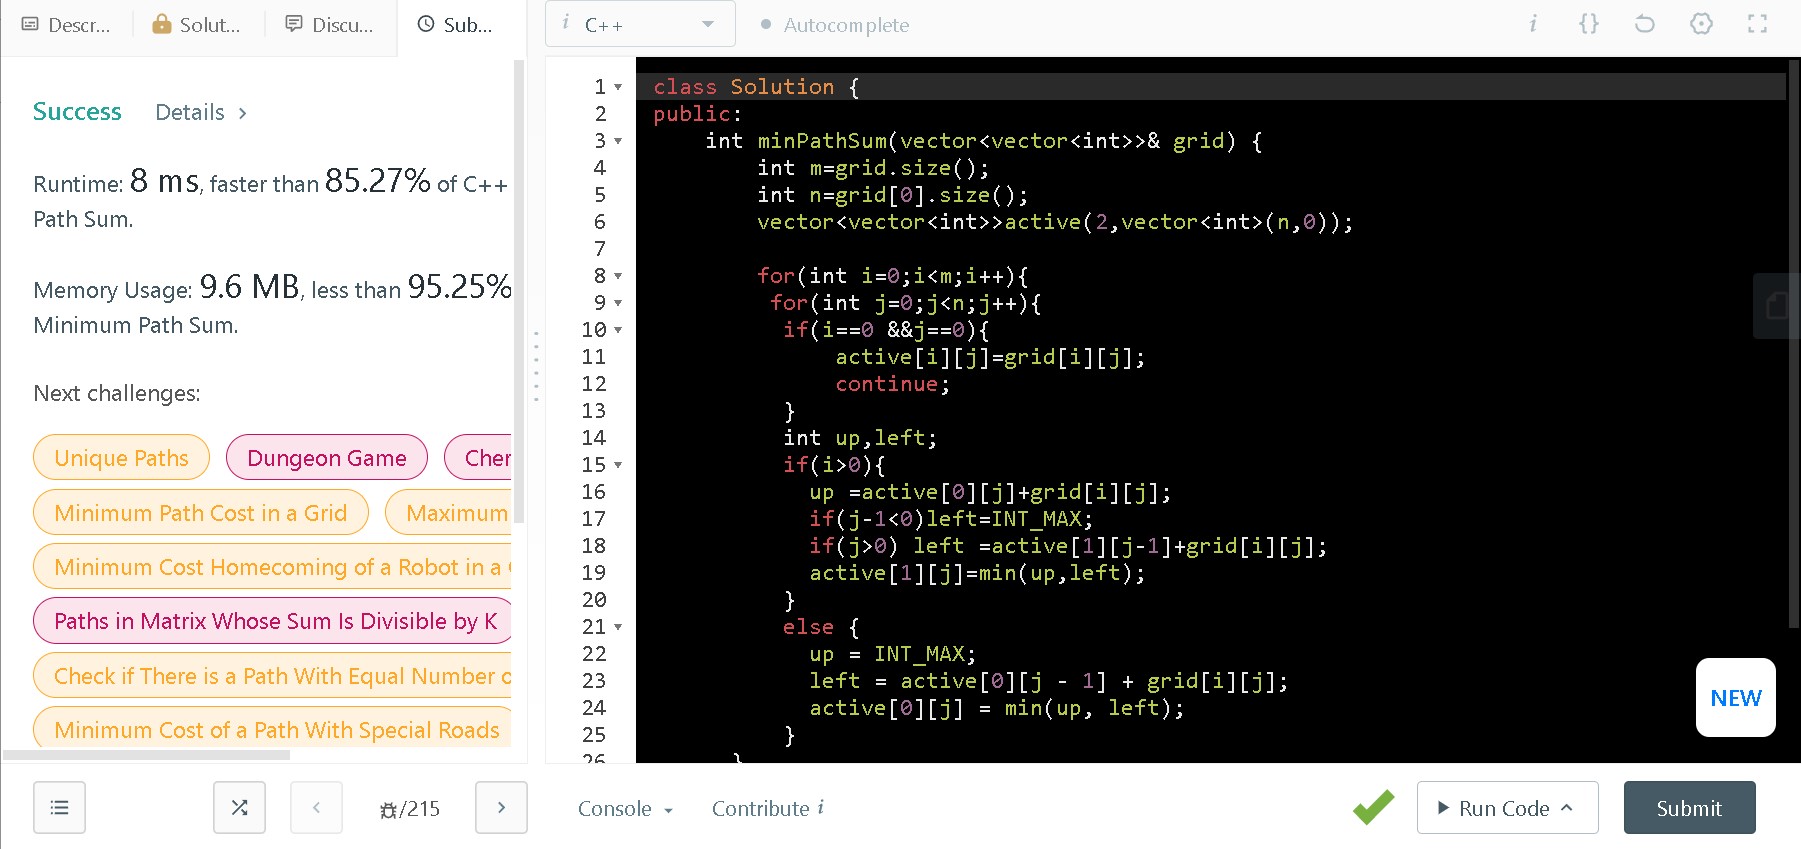 Descr...
Solut...
Discu...
Sub...
i C++
Autocomplete
i {}
Success Details >
Runtime: 8 ms, faster than 85.27% of C++
Path Sum.
Memory Usage: 9.6 MB, less than 95.25%
Minimum Path Sum.
Next challenges:
Unique Paths Dungeon Game Cher
Minimum Path Cost in a Grid Maximum
Minimum Cost Homecoming of a Robot in a
Paths in Matrix Whose Sum Is Divisible by K
Check if There is a Path With Equal Number o
Minimum Cost of a Path With Special Roads
1 class Solution {
2 public:
3 int minPathSum(vector<vector<int>>& grid) {
4 int m=grid.size();
5 int n=grid[0].size();
6 vector<vector<int>>active(2,vector<int>(n,0));
7
8 for(int i=0;i<m;i++){
9 for(int j=0;j<n;j++){
10 if(i==0 &&j==0){
11 active[i][j]=grid[i][j];
12 continue;
13 }
14 int up,left;
15 if(i>0){
16 up =active[0][j]+grid[i][j];
17 if(j-1<0)left=INT_MAX;
18 if(j>0) left =active[1][j-1]+grid[i][j];
19 active[1][j]=min(up,left);
20 }
21 else {
22 up = INT_MAX;
23 left = active[0][j - 1] + grid[i][j];
24 active[0][j] = min(up, left);
25 }
26 }
NEW
/215
Console
Contribute i
Run Code
Submit